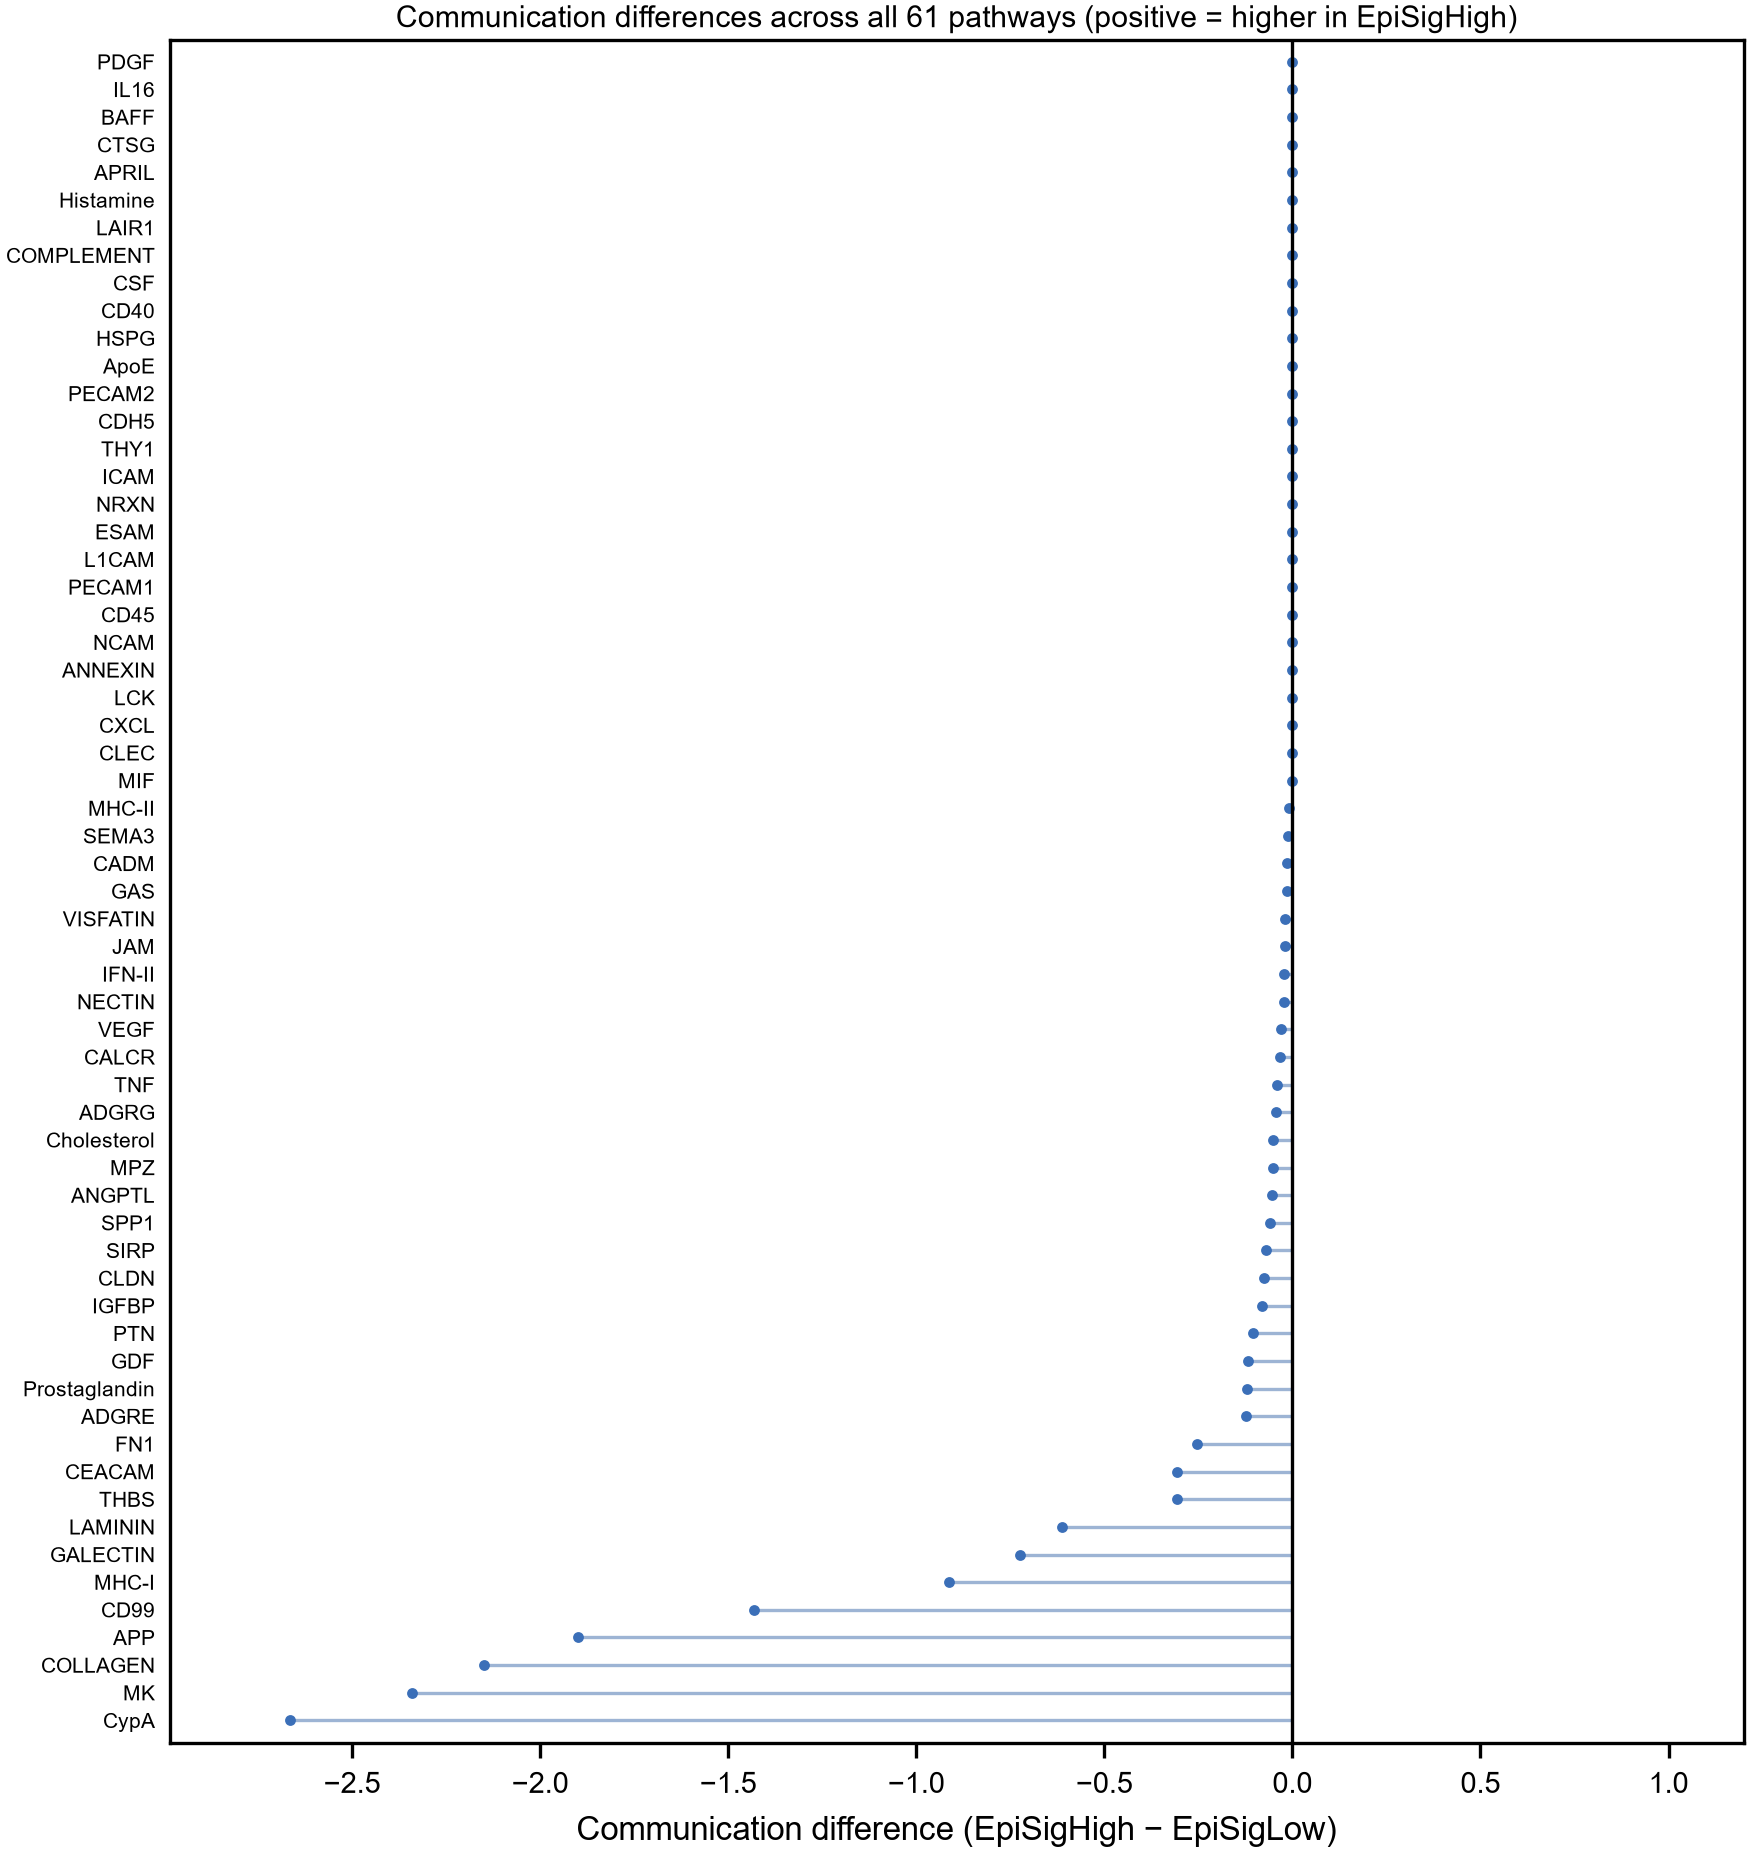 Communication differences across all 61 pathways (positive = higher in EpiSigHigh)
PDGF
IL16
BAFF
CTSG
APRIL
Histamine
LAIR1
COMPLEMENT
CSF
CD40
HSPG
ApoE
PECAM2
CDH5
THY1
ICAM
NRXN
ESAM
L1CAM
PECAM1
CD45
NCAM
ANNEXIN
LCK
CXCL
CLEC
MIF
MHC-II
SEMA3
CADM
GAS
VISFATIN
JAM
IFN-II
NECTIN
VEGF
CALCR
TNF
ADGRG
Cholesterol
MPZ
ANGPTL
SPP1
SIRP
CLDN
IGFBP
PTN
GDF
Prostaglandin
ADGRE
FN1
CEACAM
THBS
LAMININ
GALECTIN
MHC-I
CD99
APP
COLLAGEN
MK
CypA
−2.5 −2.0 −1.5 −1.0 −0.5 0.0 0.5 1.0
Communication difference (EpiSigHigh − EpiSigLow)